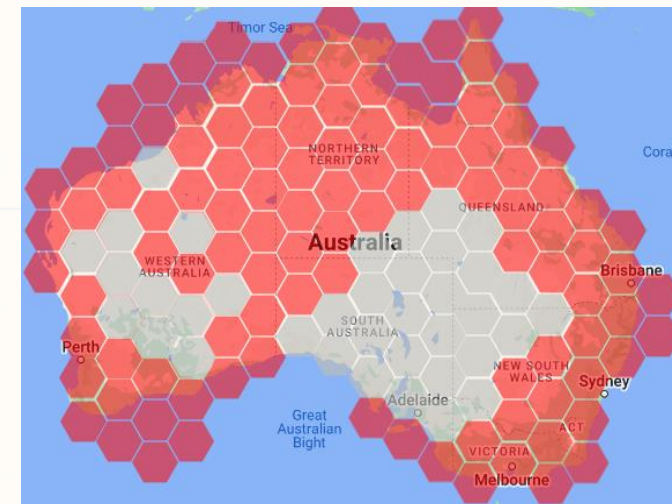 Timor Sea
NORTHERN
TERRITORY
Cora
QUEENSLAND
Australia
WESTERN
AUSTRALIA
Brisbane
SOUTH
AUSTRALIA
Perth
NEW SOUTH
WALES
Sydney
Adelaide
Great
Australian
Bight
ACT
VICTORIA
Melbourne